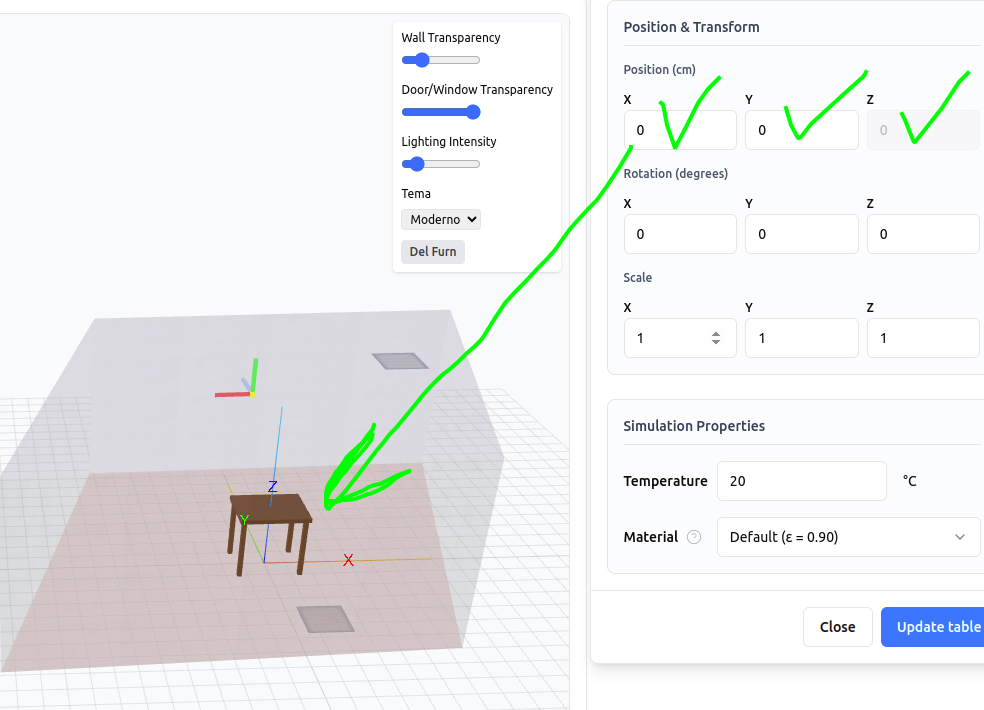 Wall Transparency
Door/Window Transparency
Lighting Intensity
Tema
Moderno
Del Furn
Z
Y
X
Position & Transform
Position (cm)
X Y Z
0 0 0
Rotation (degrees)
X Y Z
0 0 0
Scale
X Y Z
1 1 1
Simulation Properties
Temperature 20 °C
Material ? Default (ε = 0.90)
Close Update table